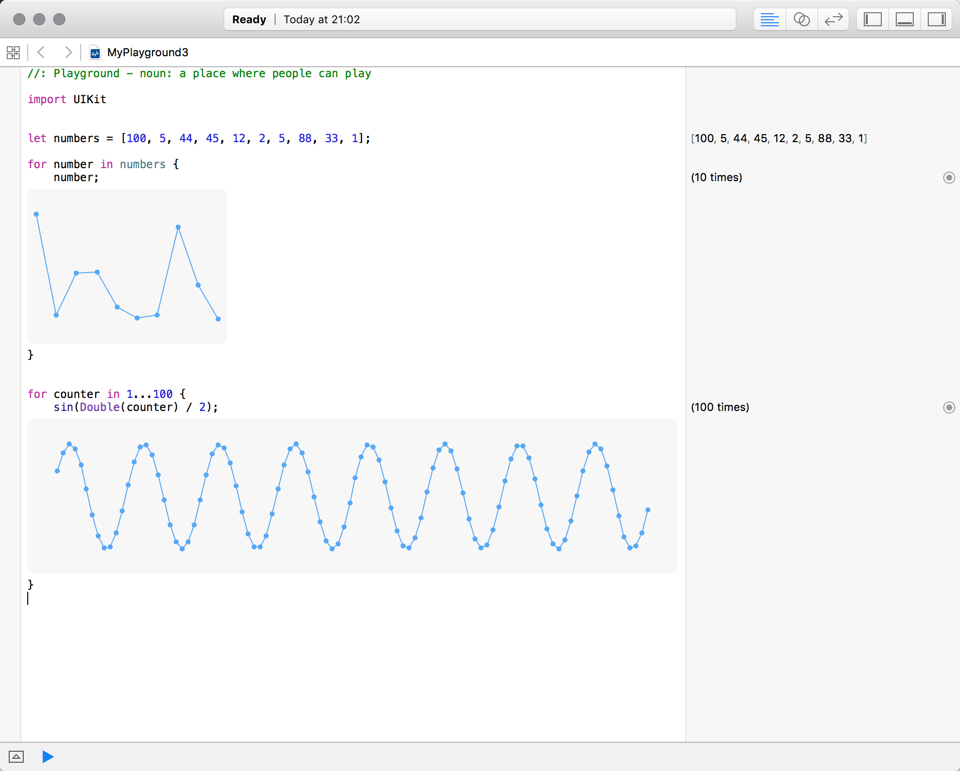 Ready | Today at 21:02
MyPlayground3
//: Playground - noun: a place where people can play
import UIKit
let numbers = [100, 5, 44, 45, 12, 2, 5, 88, 33, 1];
[100, 5, 44, 45, 12, 2, 5, 88, 33, 1]
for number in numbers {
number;
(10 times)
}
for counter in 1...100 {
sin(Double(counter) / 2);
(100 times)
}